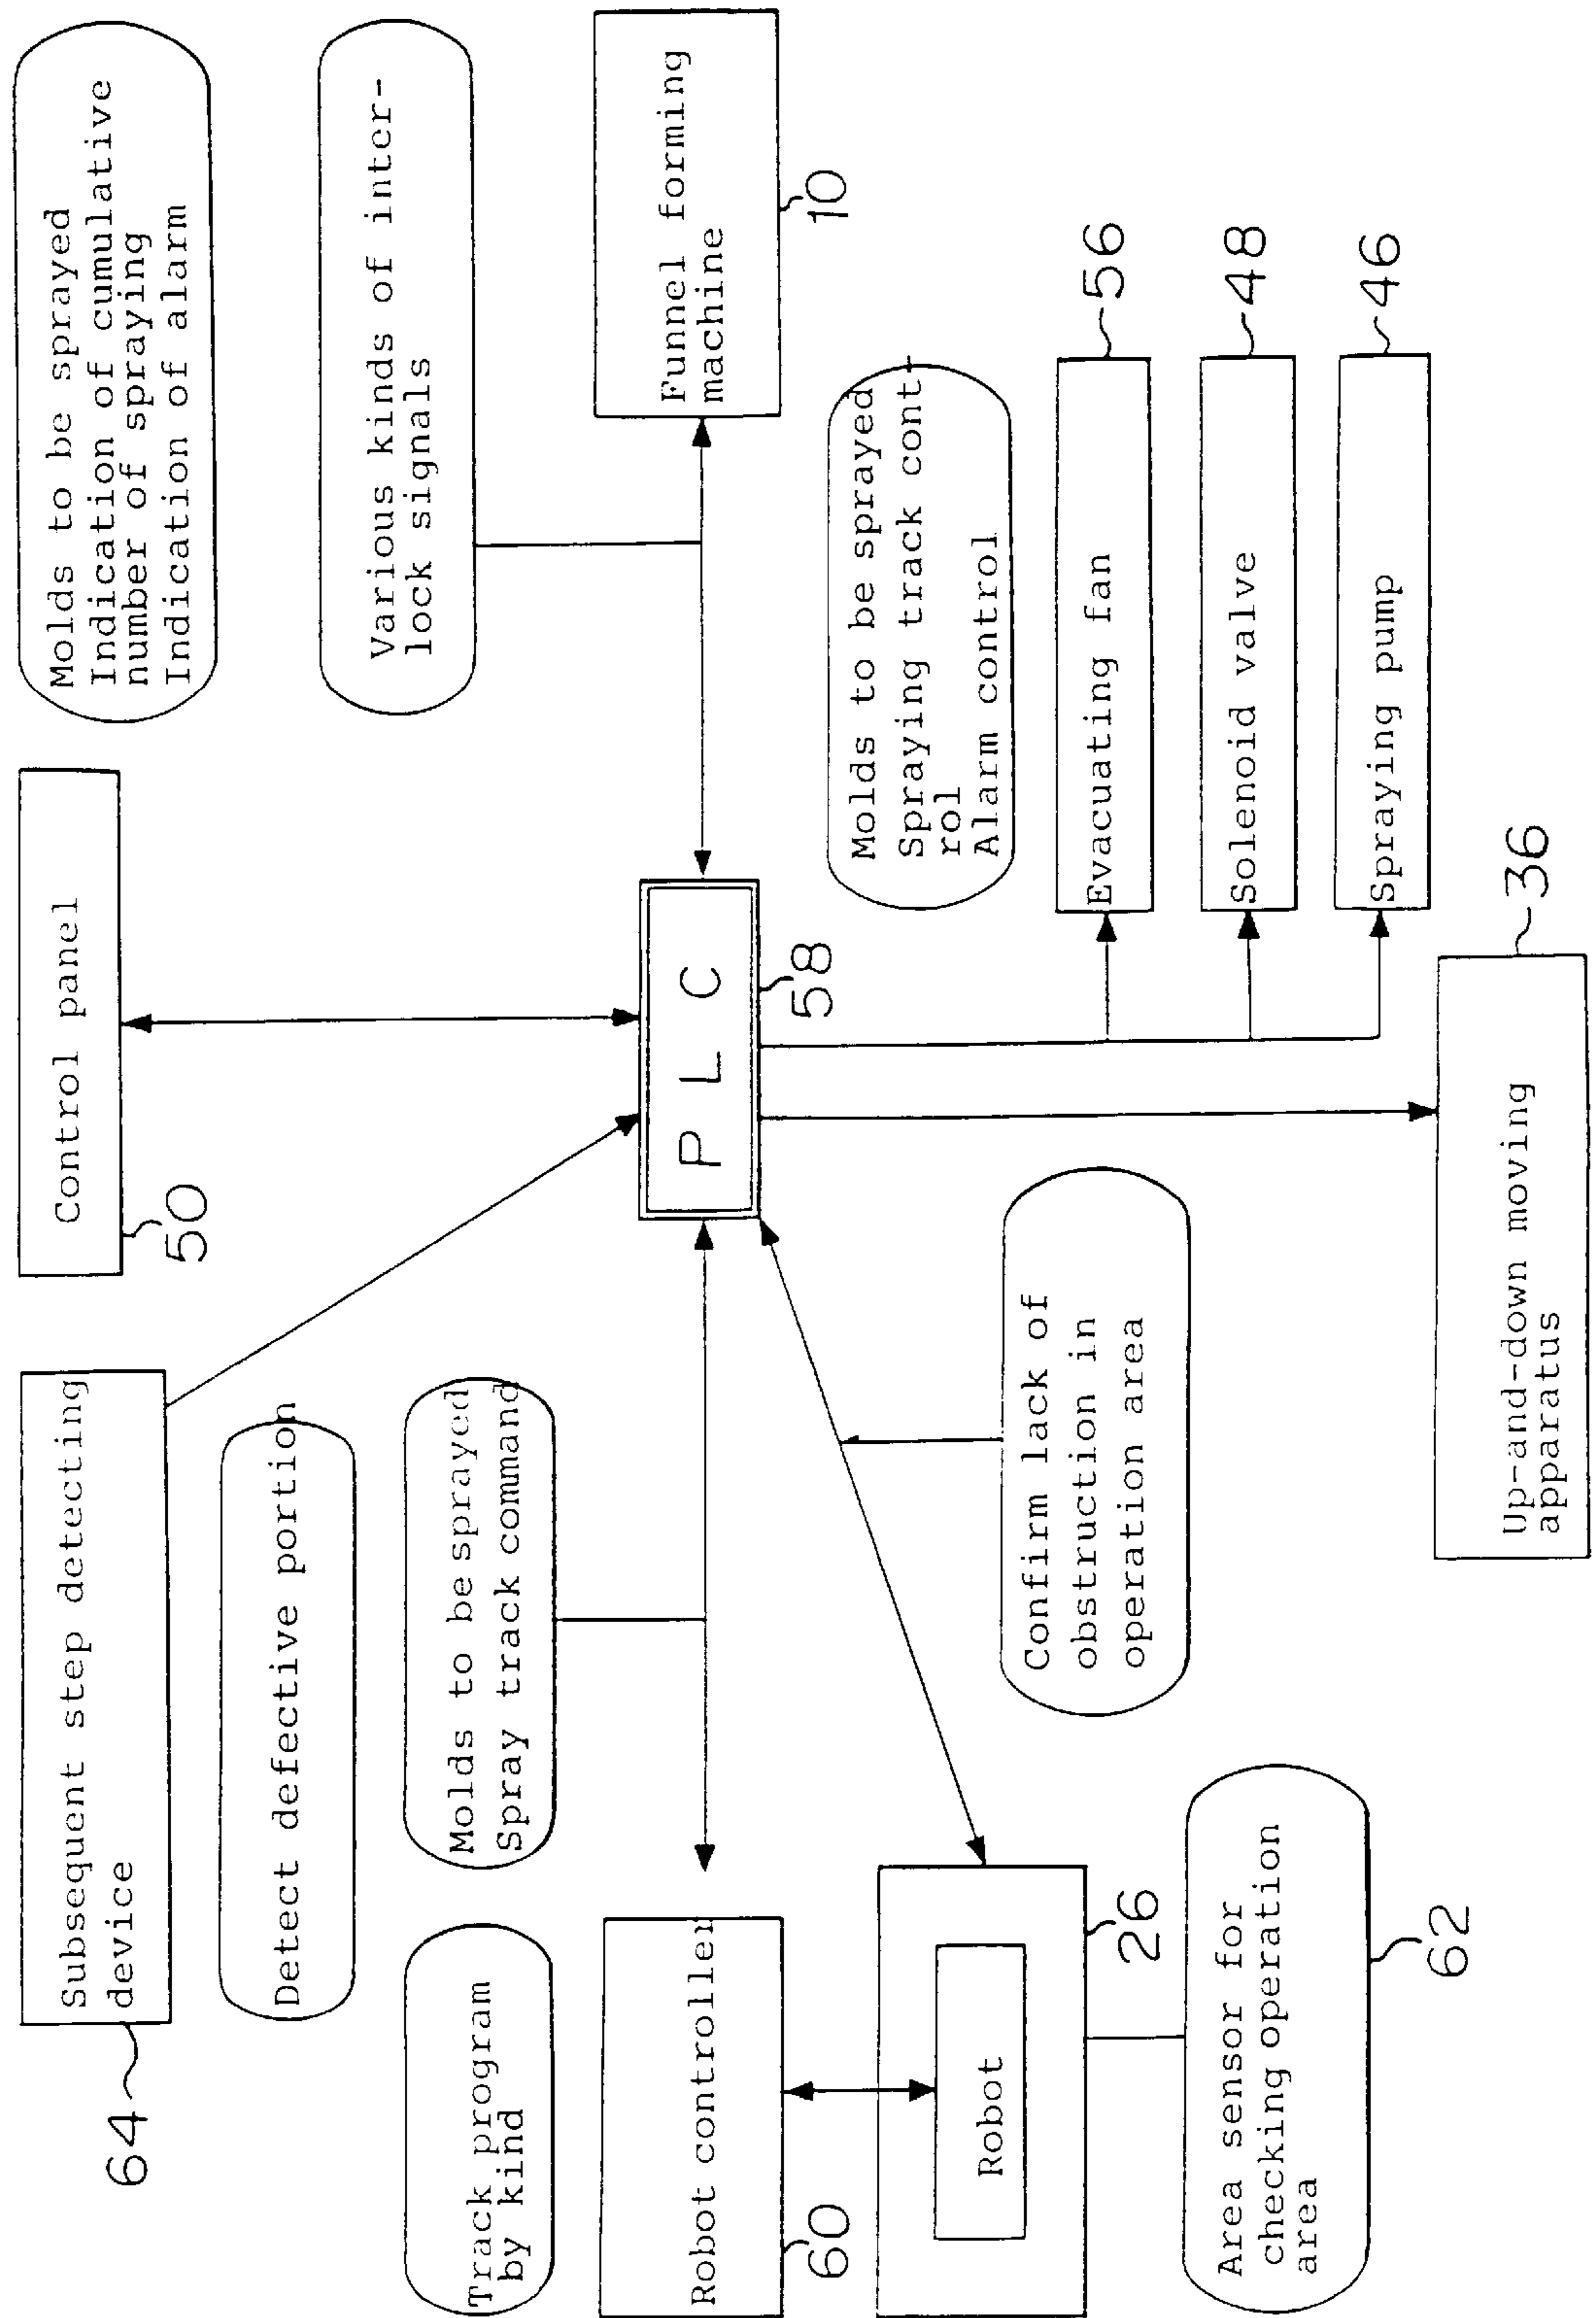 Subsequent step detecting
device
64
Detect defective portion
Control panel
50
Molds to be sprayed
Indication of cumulative
number of spraying
Indication of alarm
Various kinds of inter-
lock signals
Track program
by kind
Molds to be sprayed
Spray track command
Robot controller
60
P L C
58
Funnel forming
machine
10
Robot
26
Confirm lack of
obstruction in
operation area
Molds to be sprayed
Spraying track cont
rol
Alarm control
Evacuating fan
56
Solenoid valve
48
Spraying pump
46
Area sensor for
checking operation
area
62
Up-and-down moving
apparatus
36